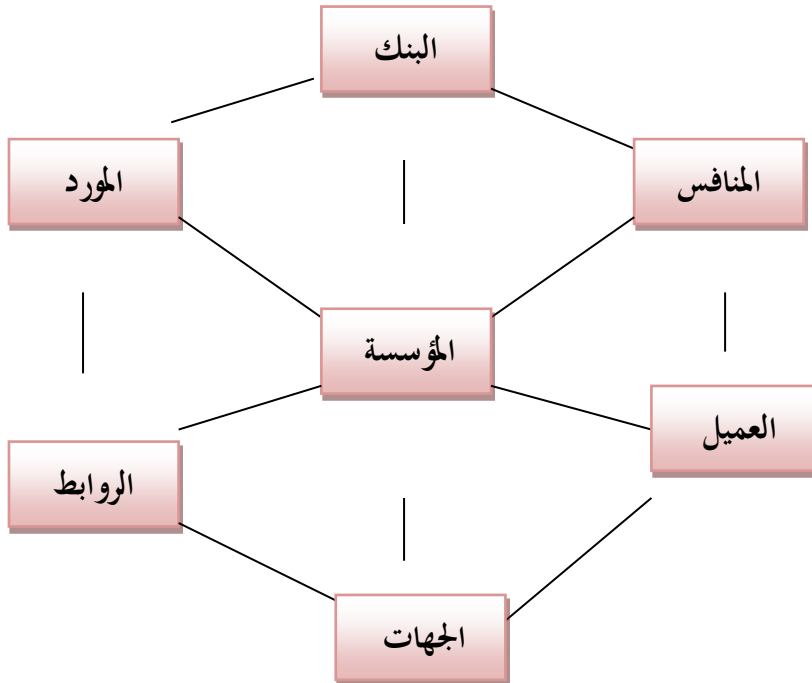 البنك
المنافس
المورد
المؤسسة
العميل
الروابط
الجهات